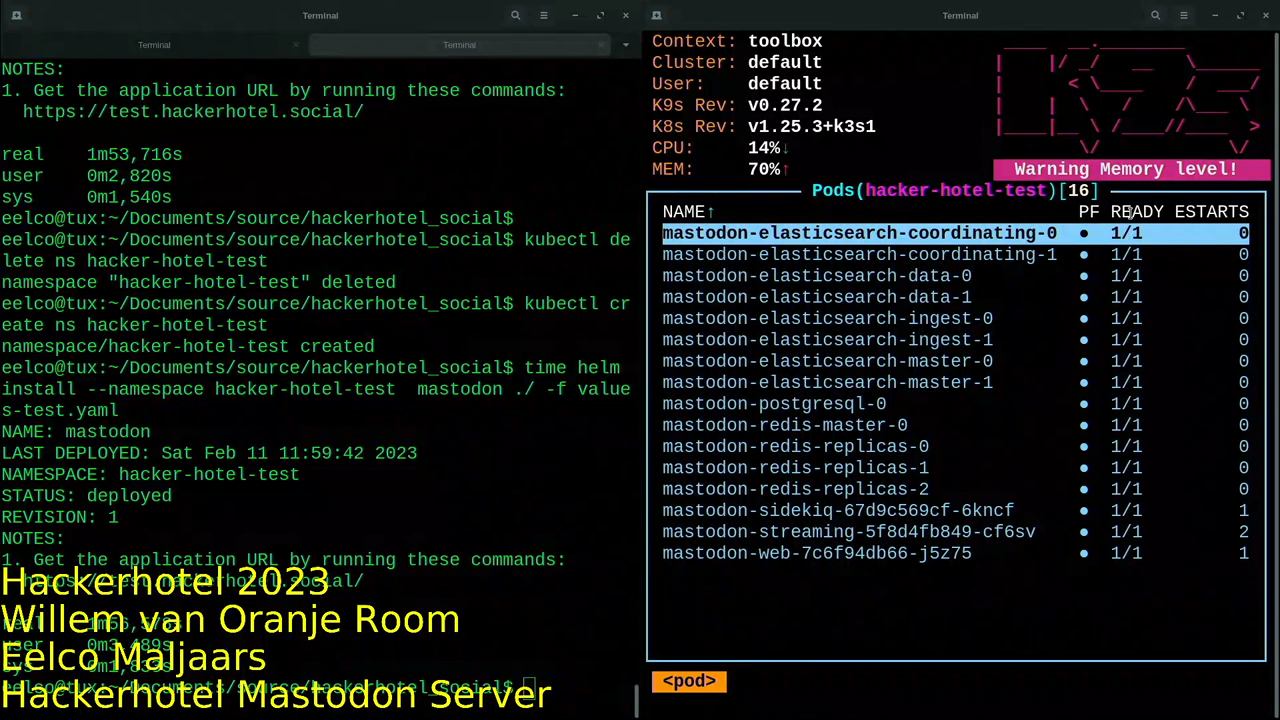 Terminal
Terminal
Terminal
NOTES:
1. Get the application URL by running these commands:
  https://test.hackerhotel.social/
real    1m53,716s
user    0m2,820s
sys     0m1,540s
eelco@tux:~/Documents/source/hackerhotel_social$
eelco@tux:~/Documents/source/hackerhotel_social$ kubectl de
lete ns hacker-hotel-test
namespace "hacker-hotel-test" deleted
eelco@tux:~/Documents/source/hackerhotel_social$ kubectl cr
eate ns hacker-hotel-test
namespace/hacker-hotel-test created
eelco@tux:~/Documents/source/hackerhotel_social$ time helm
install --namespace hacker-hotel-test  mastodon ./ -f value
s-test.yaml
NAME: mastodon
LAST DEPLOYED: Sat Feb 11 11:59:42 2023
NAMESPACE: hacker-hotel-test
STATUS: deployed
REVISION: 1
NOTES:
1. Get the application URL by running these commands:
  https://test.hackerhotel.social/
user    0m3,489s
eelco@tux:~/Documents/source/hackerhotel_social$
Hackerhotel 2023
Willem van Oranje Room
Eelco Maljaars
Hackerhotel Mastodon Server
Terminal
Context: toolbox
Cluster: default
User: default
K9s Rev: v0.27.2
K8s Rev: v1.25.3+k3s1
CPU: 14%↓
MEM: 70%↑
Warning Memory level!
Pods(hacker-hotel-test)[16]
NAME↑ PF READY ESTARTS
mastodon-elasticsearch-coordinating-0 ● 1/1 0
mastodon-elasticsearch-coordinating-1 ● 1/1 0
mastodon-elasticsearch-data-0 ● 1/1 0
mastodon-elasticsearch-data-1 ● 1/1 0
mastodon-elasticsearch-ingest-0 ● 1/1 0
mastodon-elasticsearch-ingest-1 ● 1/1 0
mastodon-elasticsearch-master-0 ● 1/1 0
mastodon-elasticsearch-master-1 ● 1/1 0
mastodon-postgresql-0 ● 1/1 0
mastodon-redis-master-0 ● 1/1 0
mastodon-redis-replicas-0 ● 1/1 0
mastodon-redis-replicas-1 ● 1/1 0
mastodon-redis-replicas-2 ● 1/1 0
mastodon-sidekiq-67d9c569cf-6kncf ● 1/1 1
mastodon-streaming-5f8d4fb849-cf6sv ● 1/1 2
mastodon-web-7c6f94db66-j5z75 ● 1/1 1
<pod>